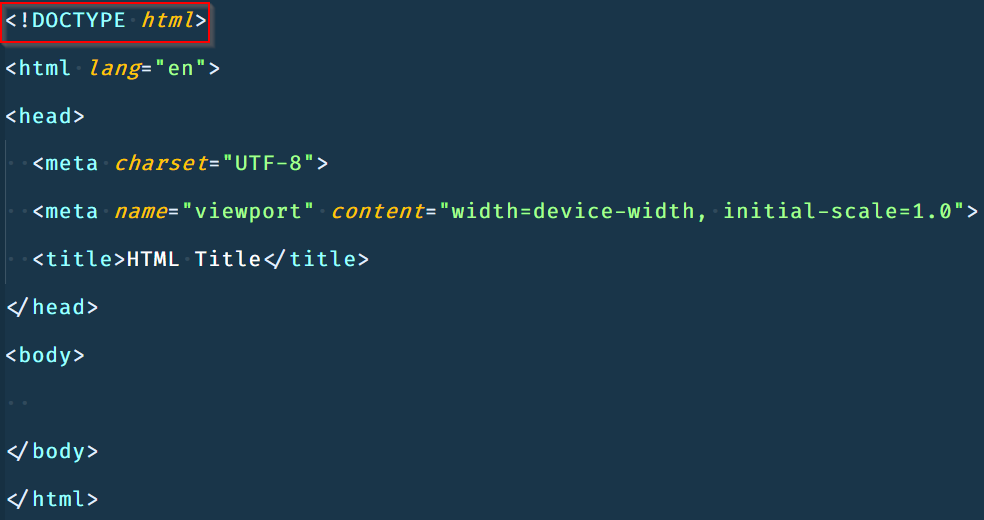 <!DOCTYPE html>
<html lang="en">
<head>
<meta charset="UTF-8">
<meta name="viewport" content="width=device-width, initial-scale=1.0">
<title>HTML Title</title>
</head>
<body>
</body>
</html>